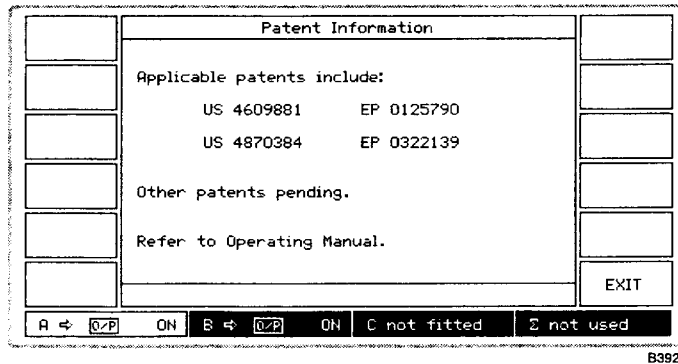 Patent Information
Applicable patents include:
US 4609881 EP 0125790
US 4870384 EP 0322139
Other patents pending.
Refer to Operating Manual.
EXIT
A ⇨ O/P ON B ⇨ O/P ON C not fitted Σ not used
B392